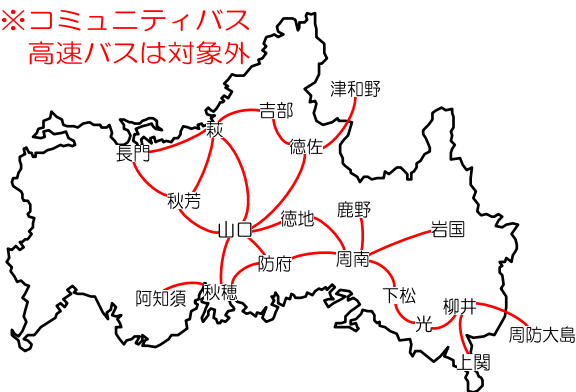 ※コミュニティバス
高速バスは対象外
津和野
吉部
萩
徳佐
長門
秋芳
鹿野
徳地
山口
岩国
防府
周南
阿知須
秋穂
下松
柳井
光
周防大島
上関